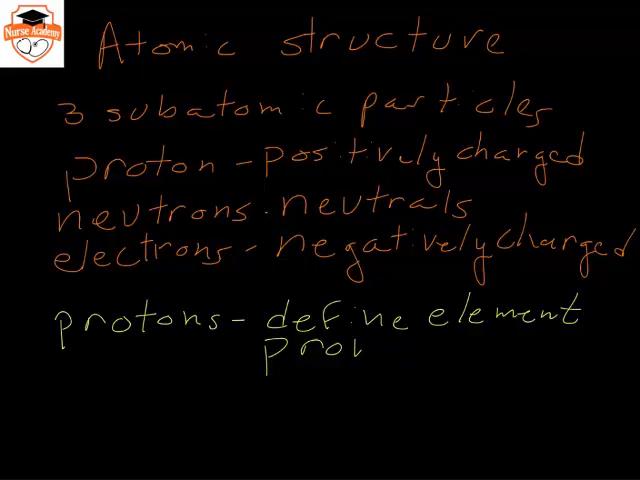 Nurse Academy
Atomic structure
3 subatomic particles
proton - positively charged
neutrons - neutrals
electrons - negatively charged
protons - define element